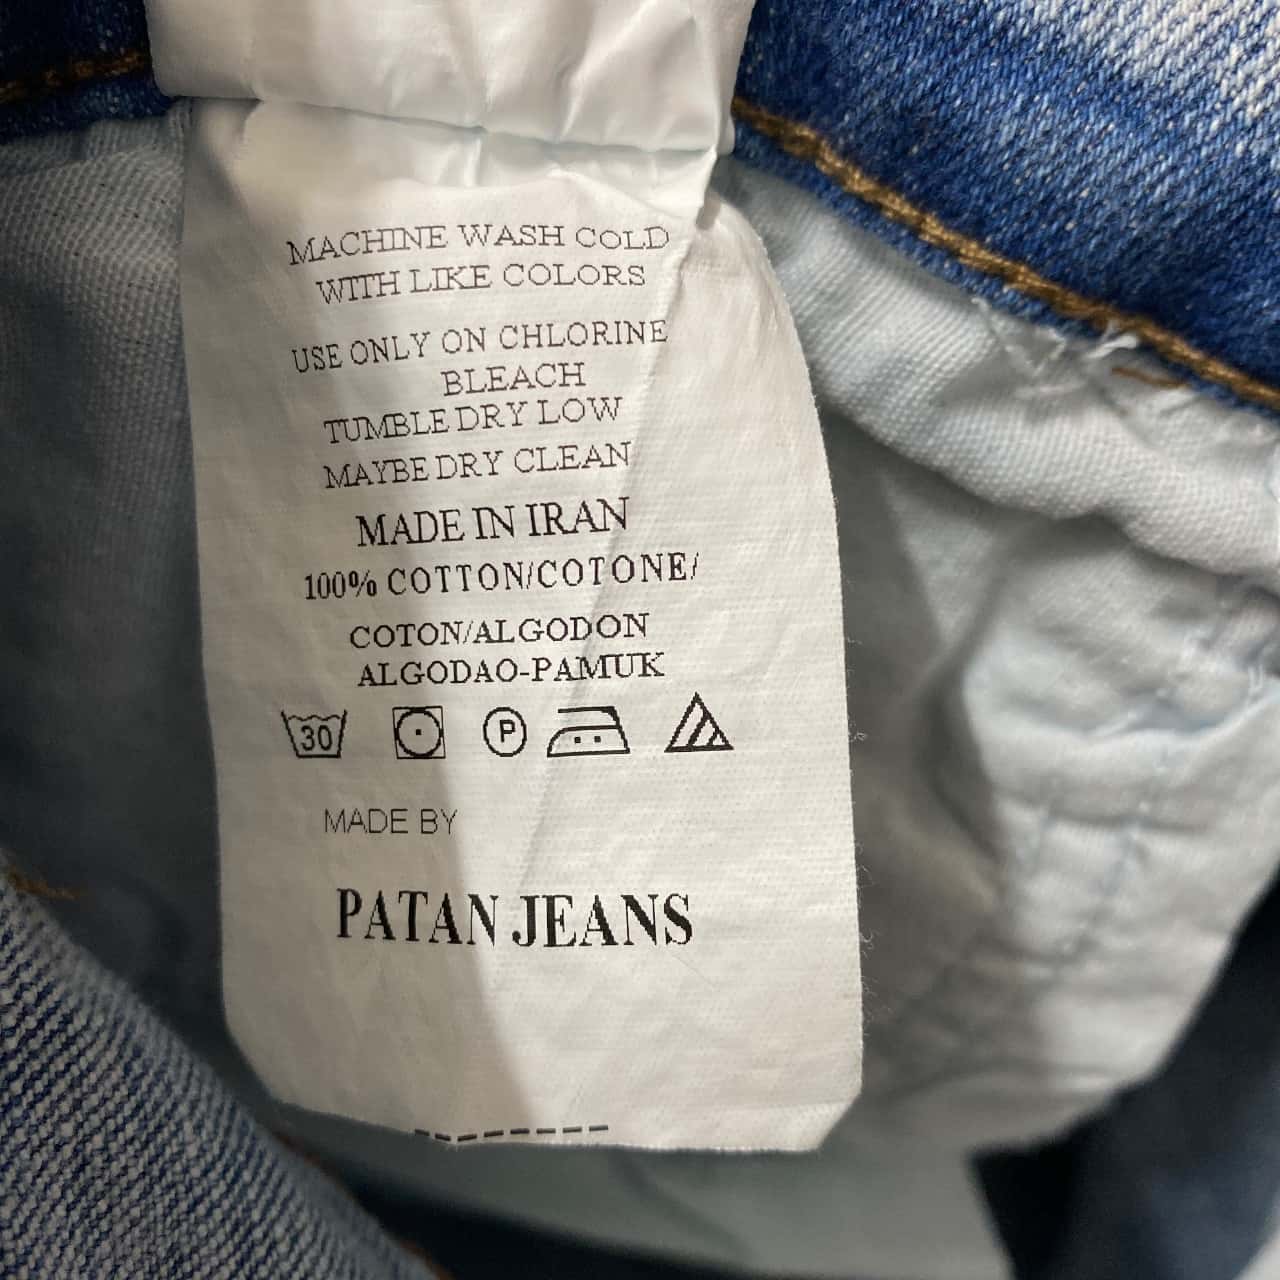 MACHINE WASH COLD
WITH LIKE COLORS
USE ONLY ON CHLORINE
BLEACH
TUMBLE DRY LOW
MAYBE DRY CLEAN
MADE IN IRAN
100% COTTON/COTONE/
COTON/ALGODON
ALGODAO-PAMUK
30 P
MADE BY
PATAN JEANS